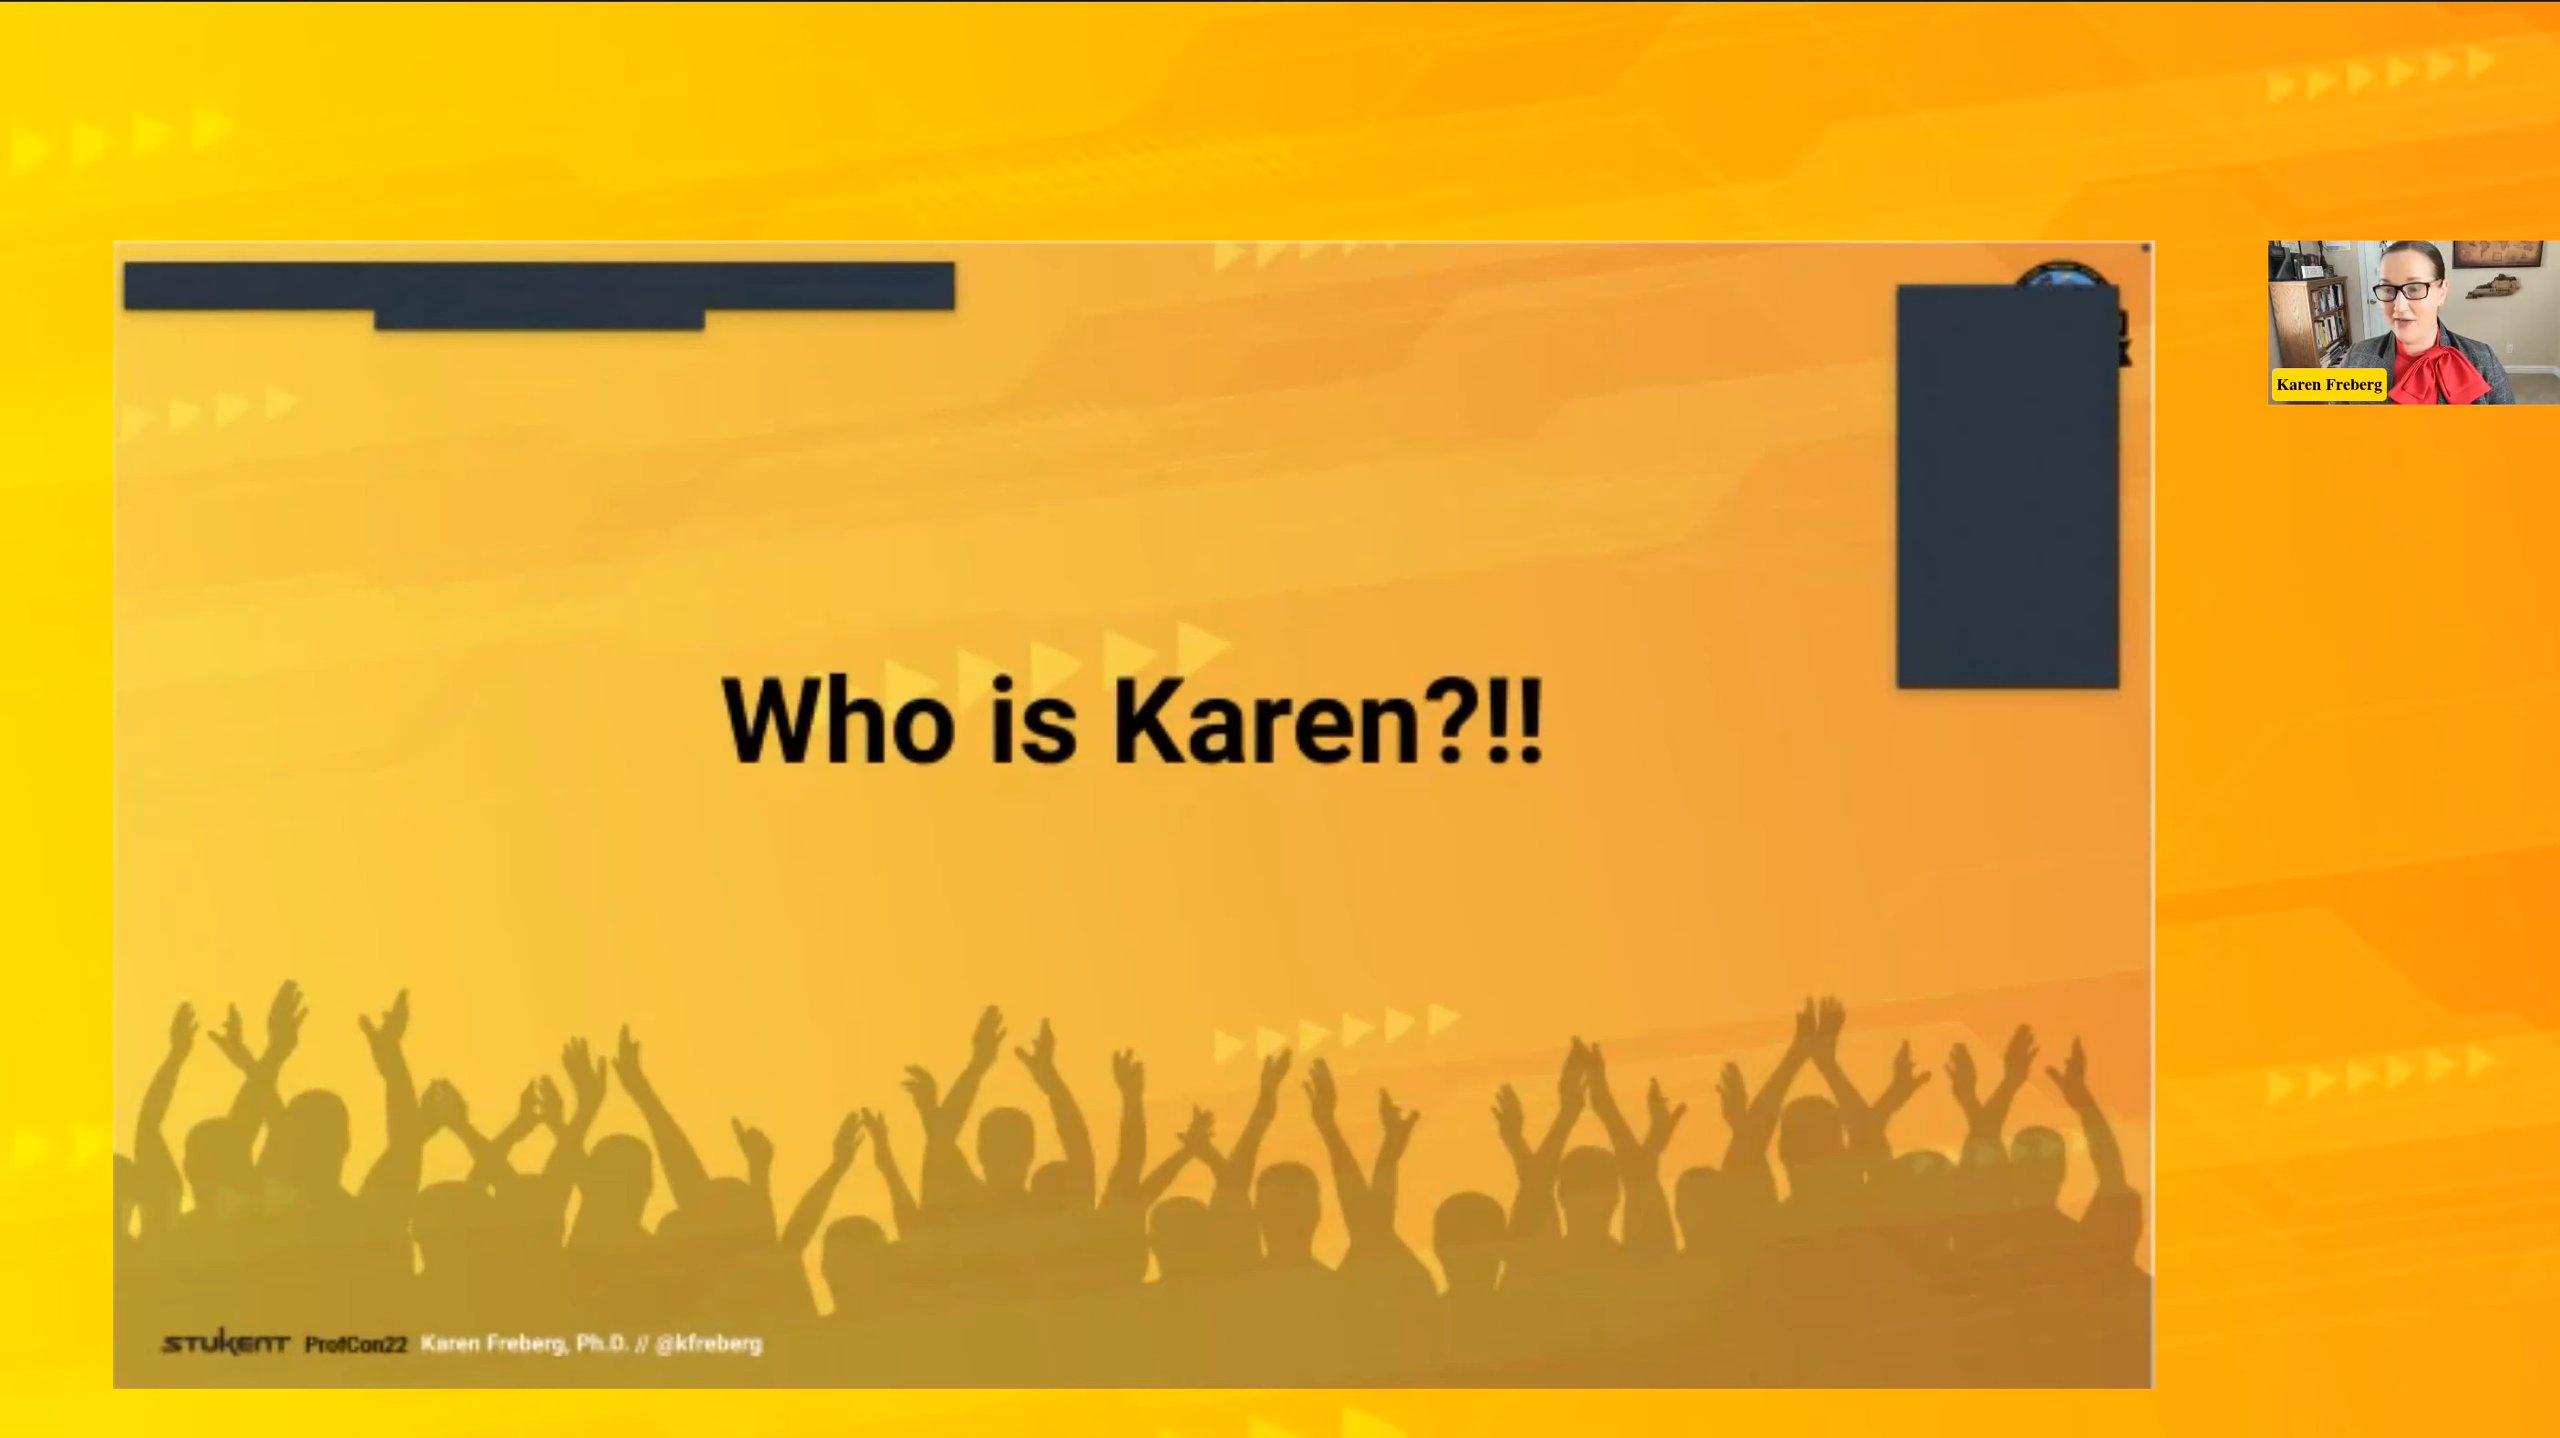 Who is Karen?!!
Karen Freberg
STUKENT ProfCon22 Karen Freberg, Ph.D. // @kfreberg